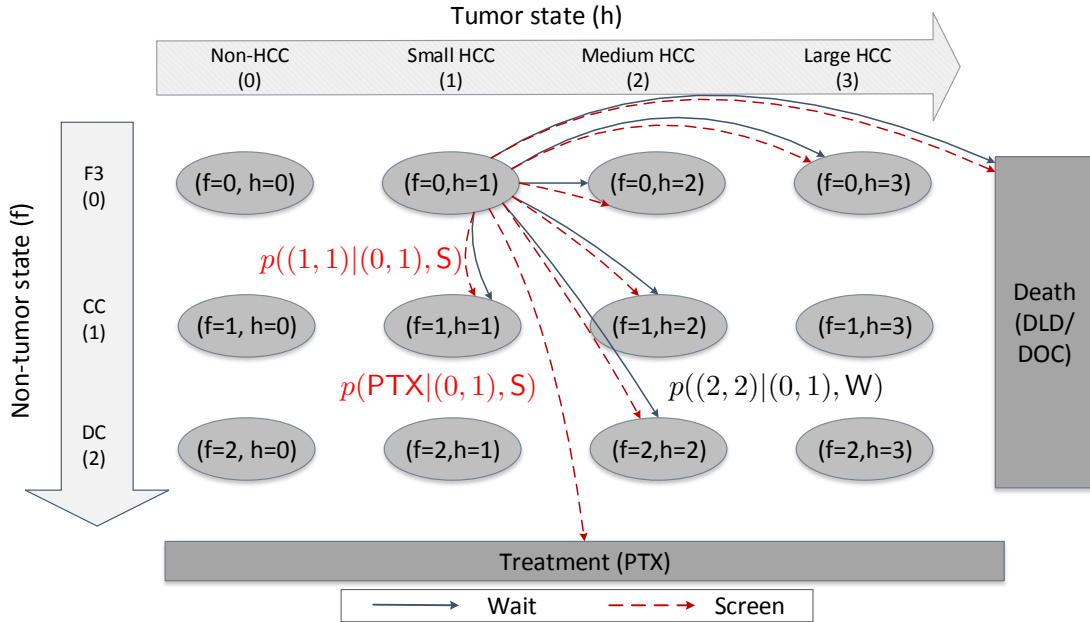 Tumor state (h)
Non-HCC
(0)
Small HCC
(1)
Medium HCC
(2)
Large HCC
(3)
Non-tumor state (f)
F3
(0)
(f=0, h=0)
(f=0,h=1)
(f=0,h=2)
(f=0,h=3)
p((1, 1)|(0, 1), S)
CC
(1)
(f=1, h=0)
(f=1,h=1)
(f=1,h=2)
(f=1,h=3)
Death
(DLD/
DOC)
p(PTX|(0, 1), S)
p((2, 2)|(0, 1), W)
DC
(2)
(f=2, h=0)
(f=2,h=1)
(f=2,h=2)
(f=2,h=3)
Treatment (PTX)
Wait
Screen